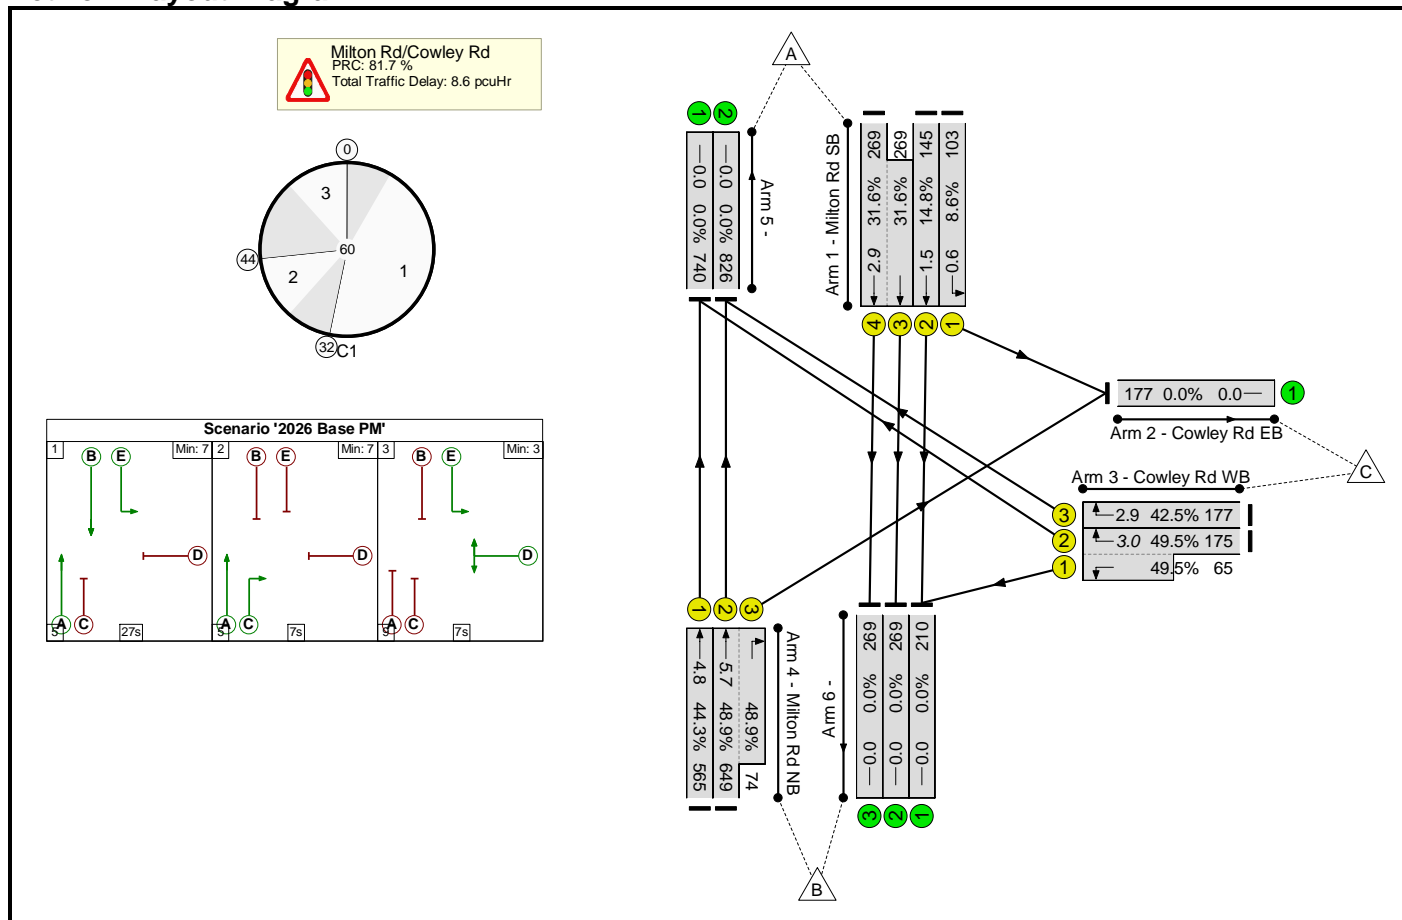 Milton Rd/Cowley Rd
PRC: 81.7 %
Total Traffic Delay: 8.6 pcuHr
0
3
60
44
2
1
32
C1
Scenario '2026 Base PM'
1 B E Min: 7
D
A C
5 27s
2 B E Min: 7
D
A C
5 7s
3 B E Min: 3
D
A C
9 7s
A
1 2
0.0 0.0% 740
0.0 0.0% 826
Arm 5 -
Arm 1 - Milton Rd SB
2.9 31.6% 269
31.6% 269
1.5 14.8% 145
0.6 8.6% 103
4 3 2 1
177 0.0% 0.0
1
Arm 2 - Cowley Rd EB
C
Arm 3 - Cowley Rd WB
3 2.9 42.5% 177
2 3.0 49.5% 175
1 49.5% 65
1 2 3
4.8 44.3% 565
5.7 48.9% 649
48.9% 74
Arm 4 - Milton Rd NB
Arm 6 -
0.0 0.0% 269
0.0 0.0% 269
0.0 0.0% 210
3 2 1
B